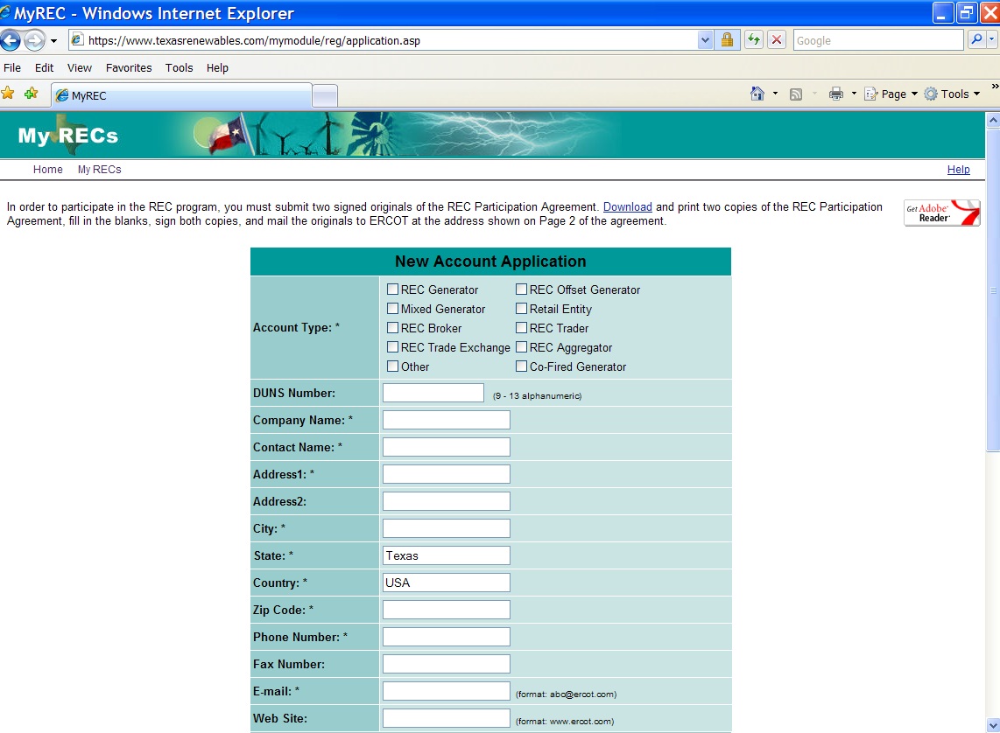 MyREC - Windows Internet Explorer
https://www.texasrenewables.com/mymodule/reg/application.asp
Google
File Edit View Favorites Tools Help
MyREC
Page Tools »
My RECs
Home My RECs Help
In order to participate in the REC program, you must submit two signed originals of the REC Participation Agreement. Download and print two copies of the REC Participation
Agreement, fill in the blanks, sign both copies, and mail the originals to ERCOT at the address shown on Page 2 of the agreement.
Get Adobe®
Reader®
New Account Application
Account Type: *
REC Generator REC Offset Generator
Mixed Generator Retail Entity
REC Broker REC Trader
REC Trade Exchange REC Aggregator
Other Co-Fired Generator
DUNS Number: (9 - 13 alphanumeric)
Company Name: *
Contact Name: *
Address1: *
Address2:
City: *
State: * Texas
Country: * USA
Zip Code: *
Phone Number: *
Fax Number:
E-mail: * (format: abc@ercot.com)
Web Site: (format: www.ercot.com)